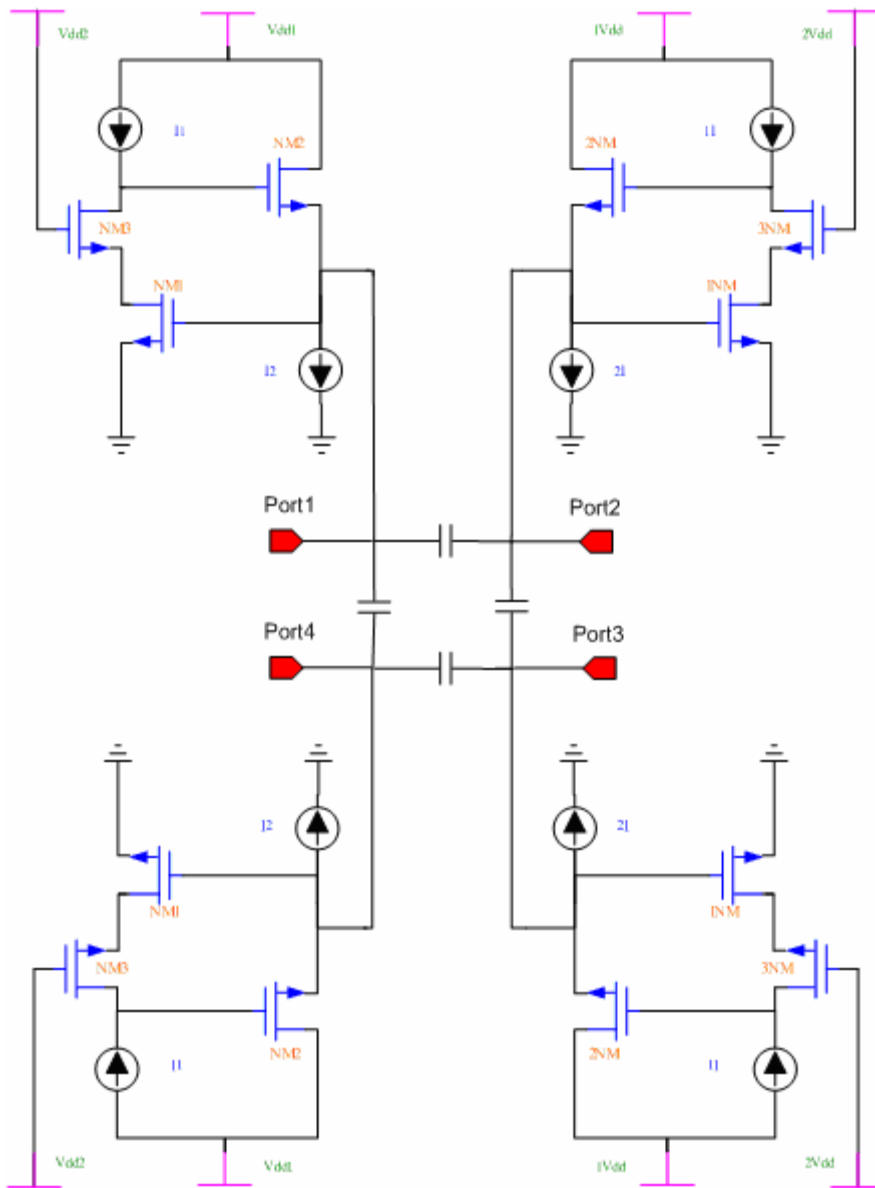 Vdd2 Vdd1 1Vdd 2Vdd
I1 1I
NM2 2NM
NM3 3NM
NM1 1NM
I2 2I
Port1 Port2
Port4 Port3
I2 2I
NM1 1NM
NM3 3NM
NM2 2NM
I1 1I
Vdd2 Vdd1 1Vdd 2Vdd